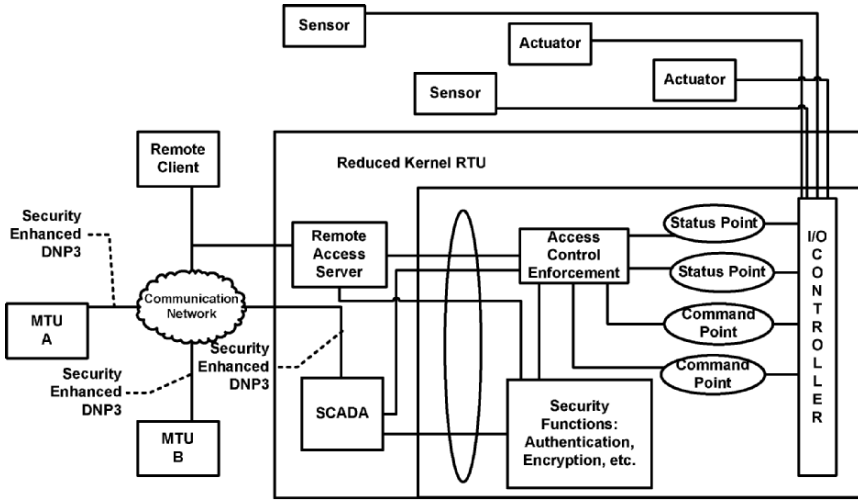 Sensor
Actuator
Sensor
Actuator
Remote
Client
Reduced Kernel RTU
Security
Enhanced
DNP3
Remote
Access
Server
Access
Control
Enforcement
Status Point
Status Point
Command
Point
Command
Point
I/O
C
O
N
T
R
O
L
L
E
R
Communication
Network
MTU
A
Security
Enhanced
DNP3
Security
Enhanced
DNP3
SCADA
Security
Functions:
Authentication,
Encryption, etc.
MTU
B